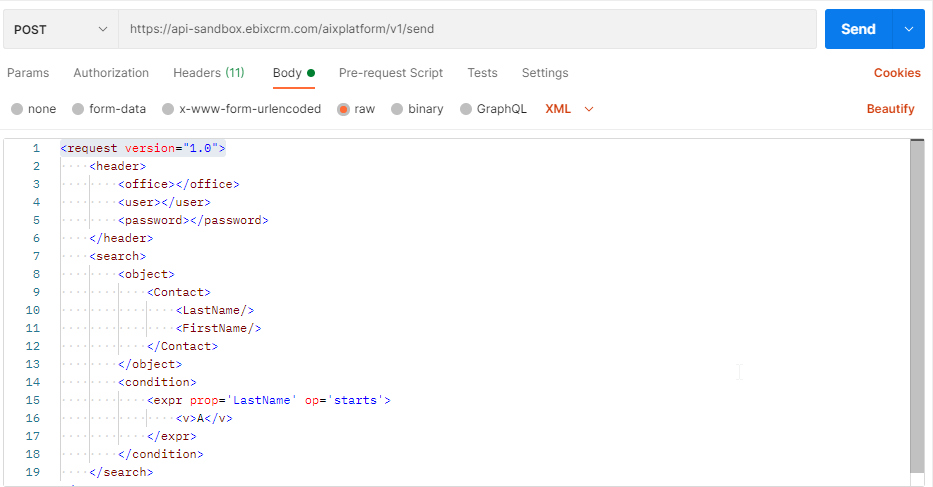 POST https://api-sandbox.ebixcrm.com/aixplatform/v1/send Send
Params Authorization Headers (11) Body Pre-request Script Tests Settings Cookies
none form-data x-www-form-urlencoded raw binary GraphQL XML Beautify
1 <request version="1.0">
2 <header>
3 <office></office>
4 <user></user>
5 <password></password>
6 </header>
7 <search>
8 <object>
9 <Contact>
10 <LastName/>
11 <FirstName/>
12 </Contact>
13 </object>
14 <condition>
15 <expr prop='LastName' op='starts'>
16 <v>A</v>
17 </expr>
18 </condition>
19 </search>